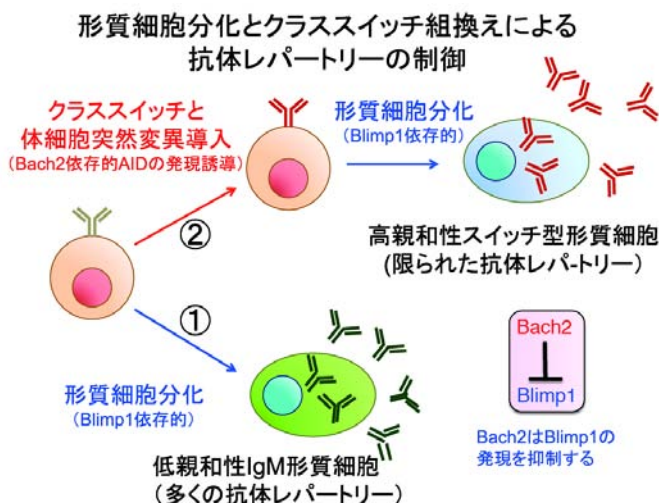 形質細胞分化とクラススイッチ組換えによる
抗体レパートリーの制御
クラススイッチと
体細胞突然変異導入
(Bach2依存的AIDの発現誘導)
形質細胞分化
(Blimp1依存的)
②
高親和性スイッチ型形質細胞
(限られた抗体レパートリー)
①
形質細胞分化
(Blimp1依存的)
低親和性IgM形質細胞
(多くの抗体レパートリー)
Bach2
Blimp1
Bach2はBlimp1の
発現を抑制する